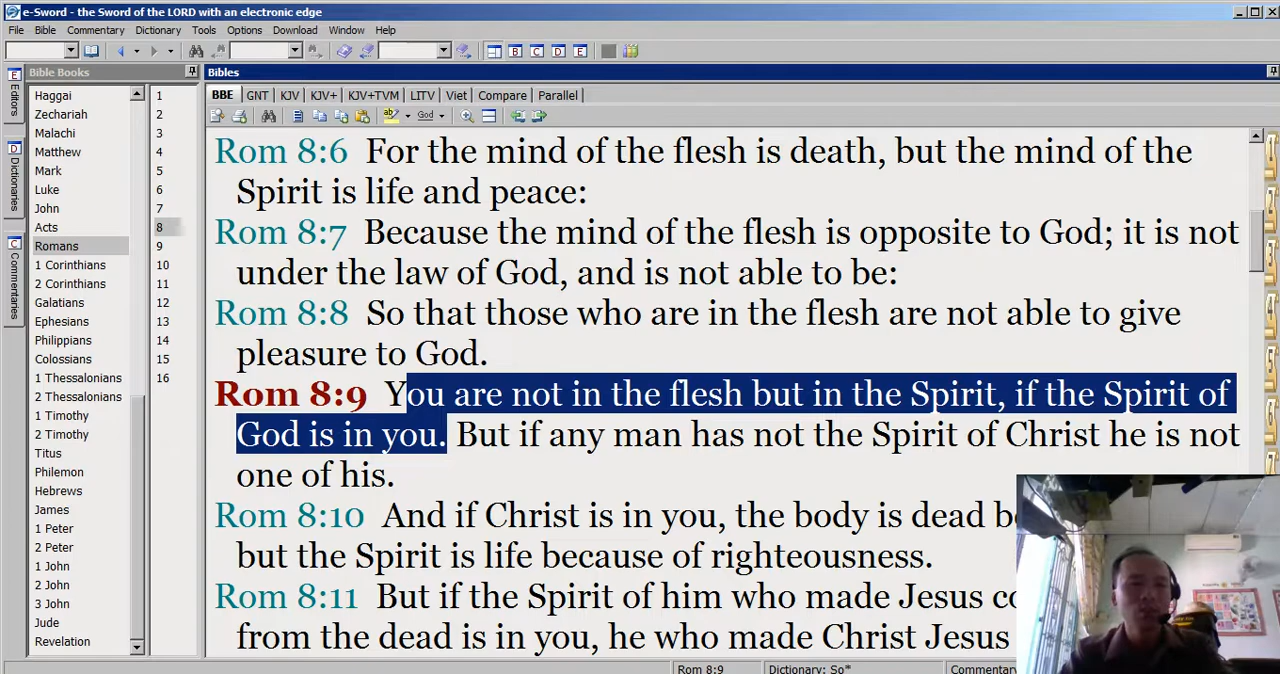 e-Sword - the Sword of the LORD with an electronic edge
File Bible Commentary Dictionary Tools Options Download Window Help
B C D E
Bible Books
Bibles
E Editors
D Dictionaries
C Commentaries
BBE GNT KJV KJV+ KJV+TVM LITV Viet Compare Parallel
ab God
Haggai
Zechariah
Malachi
Matthew
Mark
Luke
John
Acts
Romans
1 Corinthians
2 Corinthians
Galatians
Ephesians
Philippians
Colossians
1 Thessalonians
2 Thessalonians
1 Timothy
2 Timothy
Titus
Philemon
Hebrews
James
1 Peter
2 Peter
1 John
2 John
3 John
Jude
Revelation
1
2
3
4
5
6
7
8
9
10
11
12
13
14
15
16
Rom 8:6 For the mind of the flesh is death, but the mind of the
Spirit is life and peace:
Rom 8:7 Because the mind of the flesh is opposite to God; it is not
under the law of God, and is not able to be:
Rom 8:8 So that those who are in the flesh are not able to give
pleasure to God.
Rom 8:9 You are not in the flesh but in the Spirit, if the Spirit of
God is in you. But if any man has not the Spirit of Christ he is not
one of his.
Rom 8:10 And if Christ is in you, the body is dead
but the Spirit is life because of righteousness.
Rom 8:11 But if the Spirit of him who made Jesus
from the dead is in you, he who made Christ Jesus
Rom 8:9 Dictionary: So* Commentary